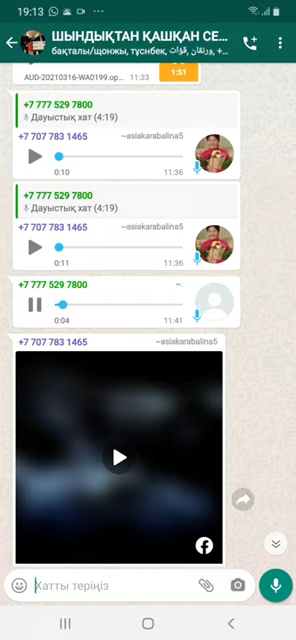 19:13
ШЫНДЫҚТАН ҚАШҚАН СЕ...
бақталы/щонжы, тұснбек,
AUD-20210316-WA0199.op...
11:33
1:51
+7 777 529 7800
Дауыстық хат (4:19)
+7 707 783 1465 ~asiakarabalina5
0:10 11:36
+7 777 529 7800
Дауыстық хат (4:19)
+7 707 783 1465 ~asiakarabalina5
0:11 11:36
+7 777 529 7800 ~.
0:04 11:41
+7 707 783 1465 ~asiakarabalina5
Хатты теріңіз